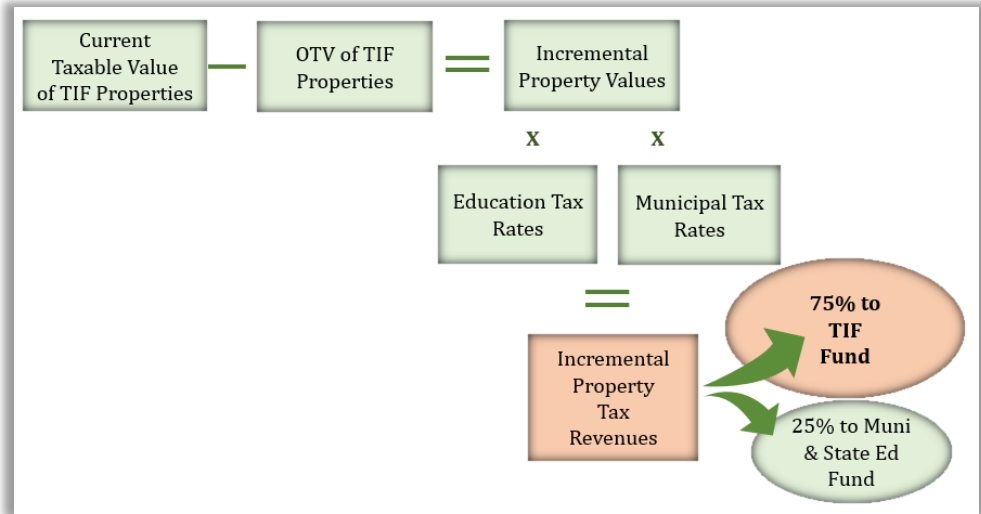 Current
Taxable Value
of TIF Properties
OTV of TIF
Properties
Incremental
Property Values
x
x
Education Tax
Rates
Municipal Tax
Rates
Incremental
Property
Tax
Revenues
75% to
TIF
Fund
25% to Muni
& State Ed
Fund